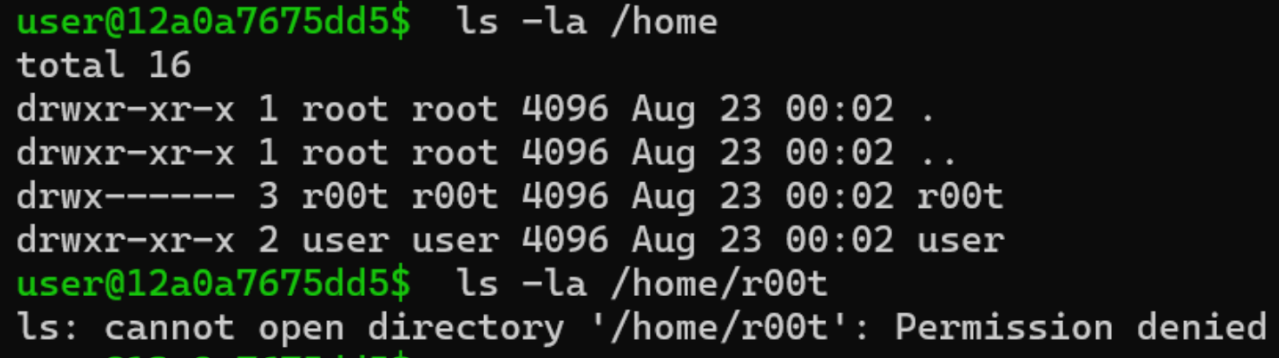 user@12a0a7675dd5$  ls -la /home
total 16
drwxr-xr-x 1 root root 4096 Aug 23 00:02 .
drwxr-xr-x 1 root root 4096 Aug 23 00:02 ..
drwx------ 3 r00t r00t 4096 Aug 23 00:02 r00t
drwxr-xr-x 2 user user 4096 Aug 23 00:02 user
user@12a0a7675dd5$  ls -la /home/r00t
ls: cannot open directory '/home/r00t': Permission denied